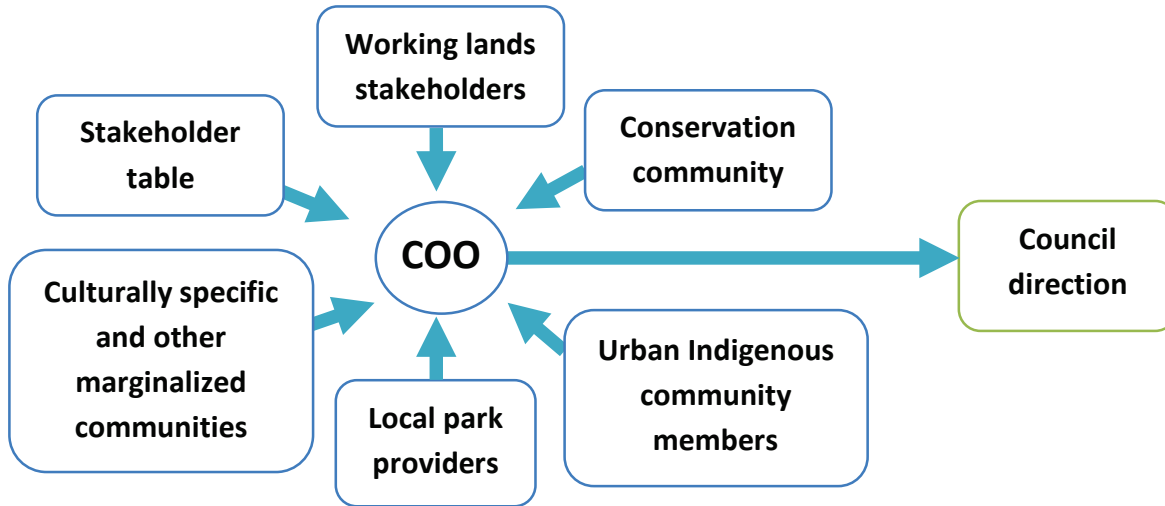 Working lands
stakeholders
Stakeholder
table
Conservation
community
COO
Council
direction
Culturally specific
and other
marginalized
communities
Local park
providers
Urban Indigenous
community
members